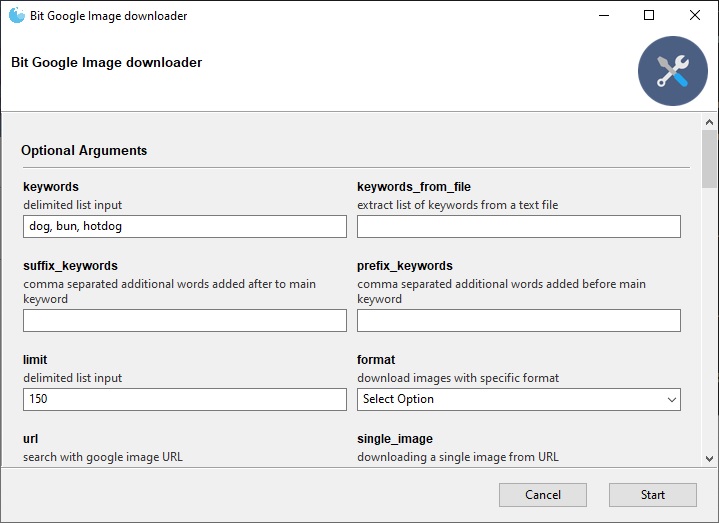 Bit Google Image downloader
Bit Google Image downloader
Optional Arguments
keywords
delimited list input
dog, bun, hotdog
keywords_from_file
extract list of keywords from a text file
suffix_keywords
comma separated additional words added after to main
keyword
prefix_keywords
comma separated additional words added before main
keyword
limit
delimited list input
150
format
download images with specific format
Select Option
url
search with google image URL
single_image
downloading a single image from URL
Cancel
Start